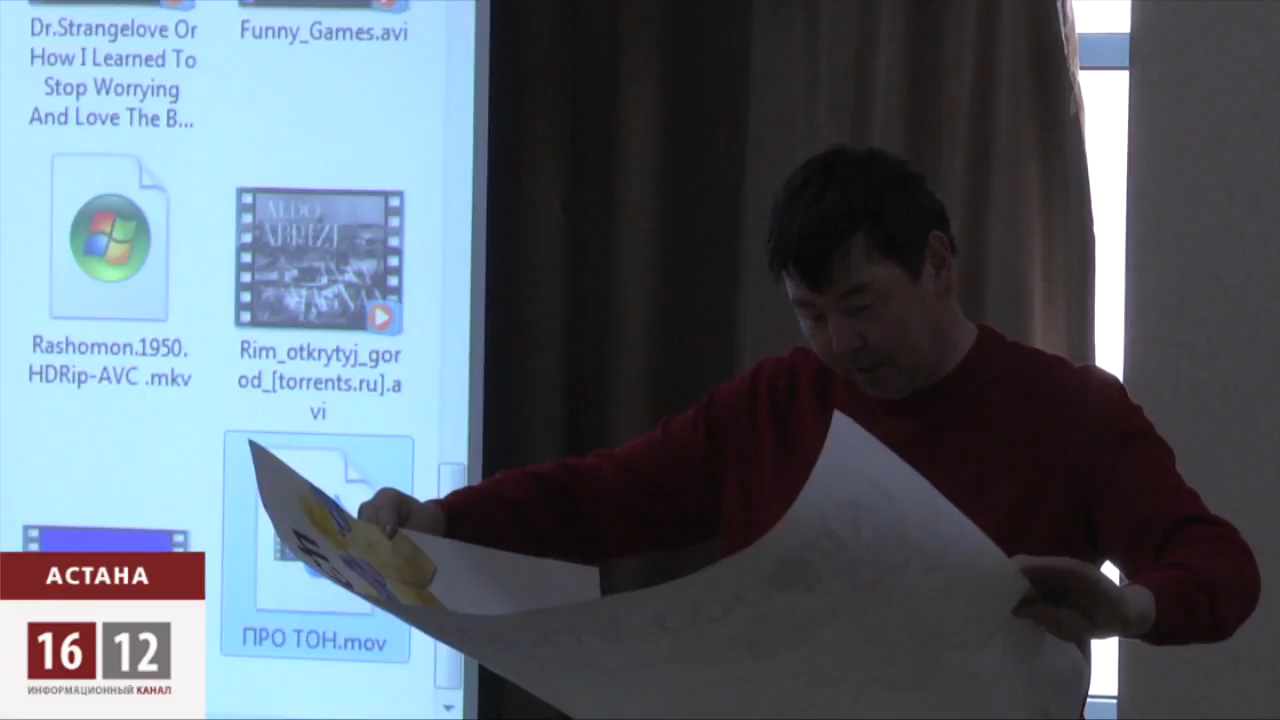 Dr.Strangelove Or
How I Learned To
Stop Worrying
And Love The B...
Funny_Games.avi
Rashomon.1950.
HDRip-AVC .mkv
ALDO
Rim_otkrytyj_gor
od_[torrents.ru].a
vi
ПРО ТОН.mov
АСТАНА
16 12
ИНФОРМАЦИОННЫЙ КАНАЛ